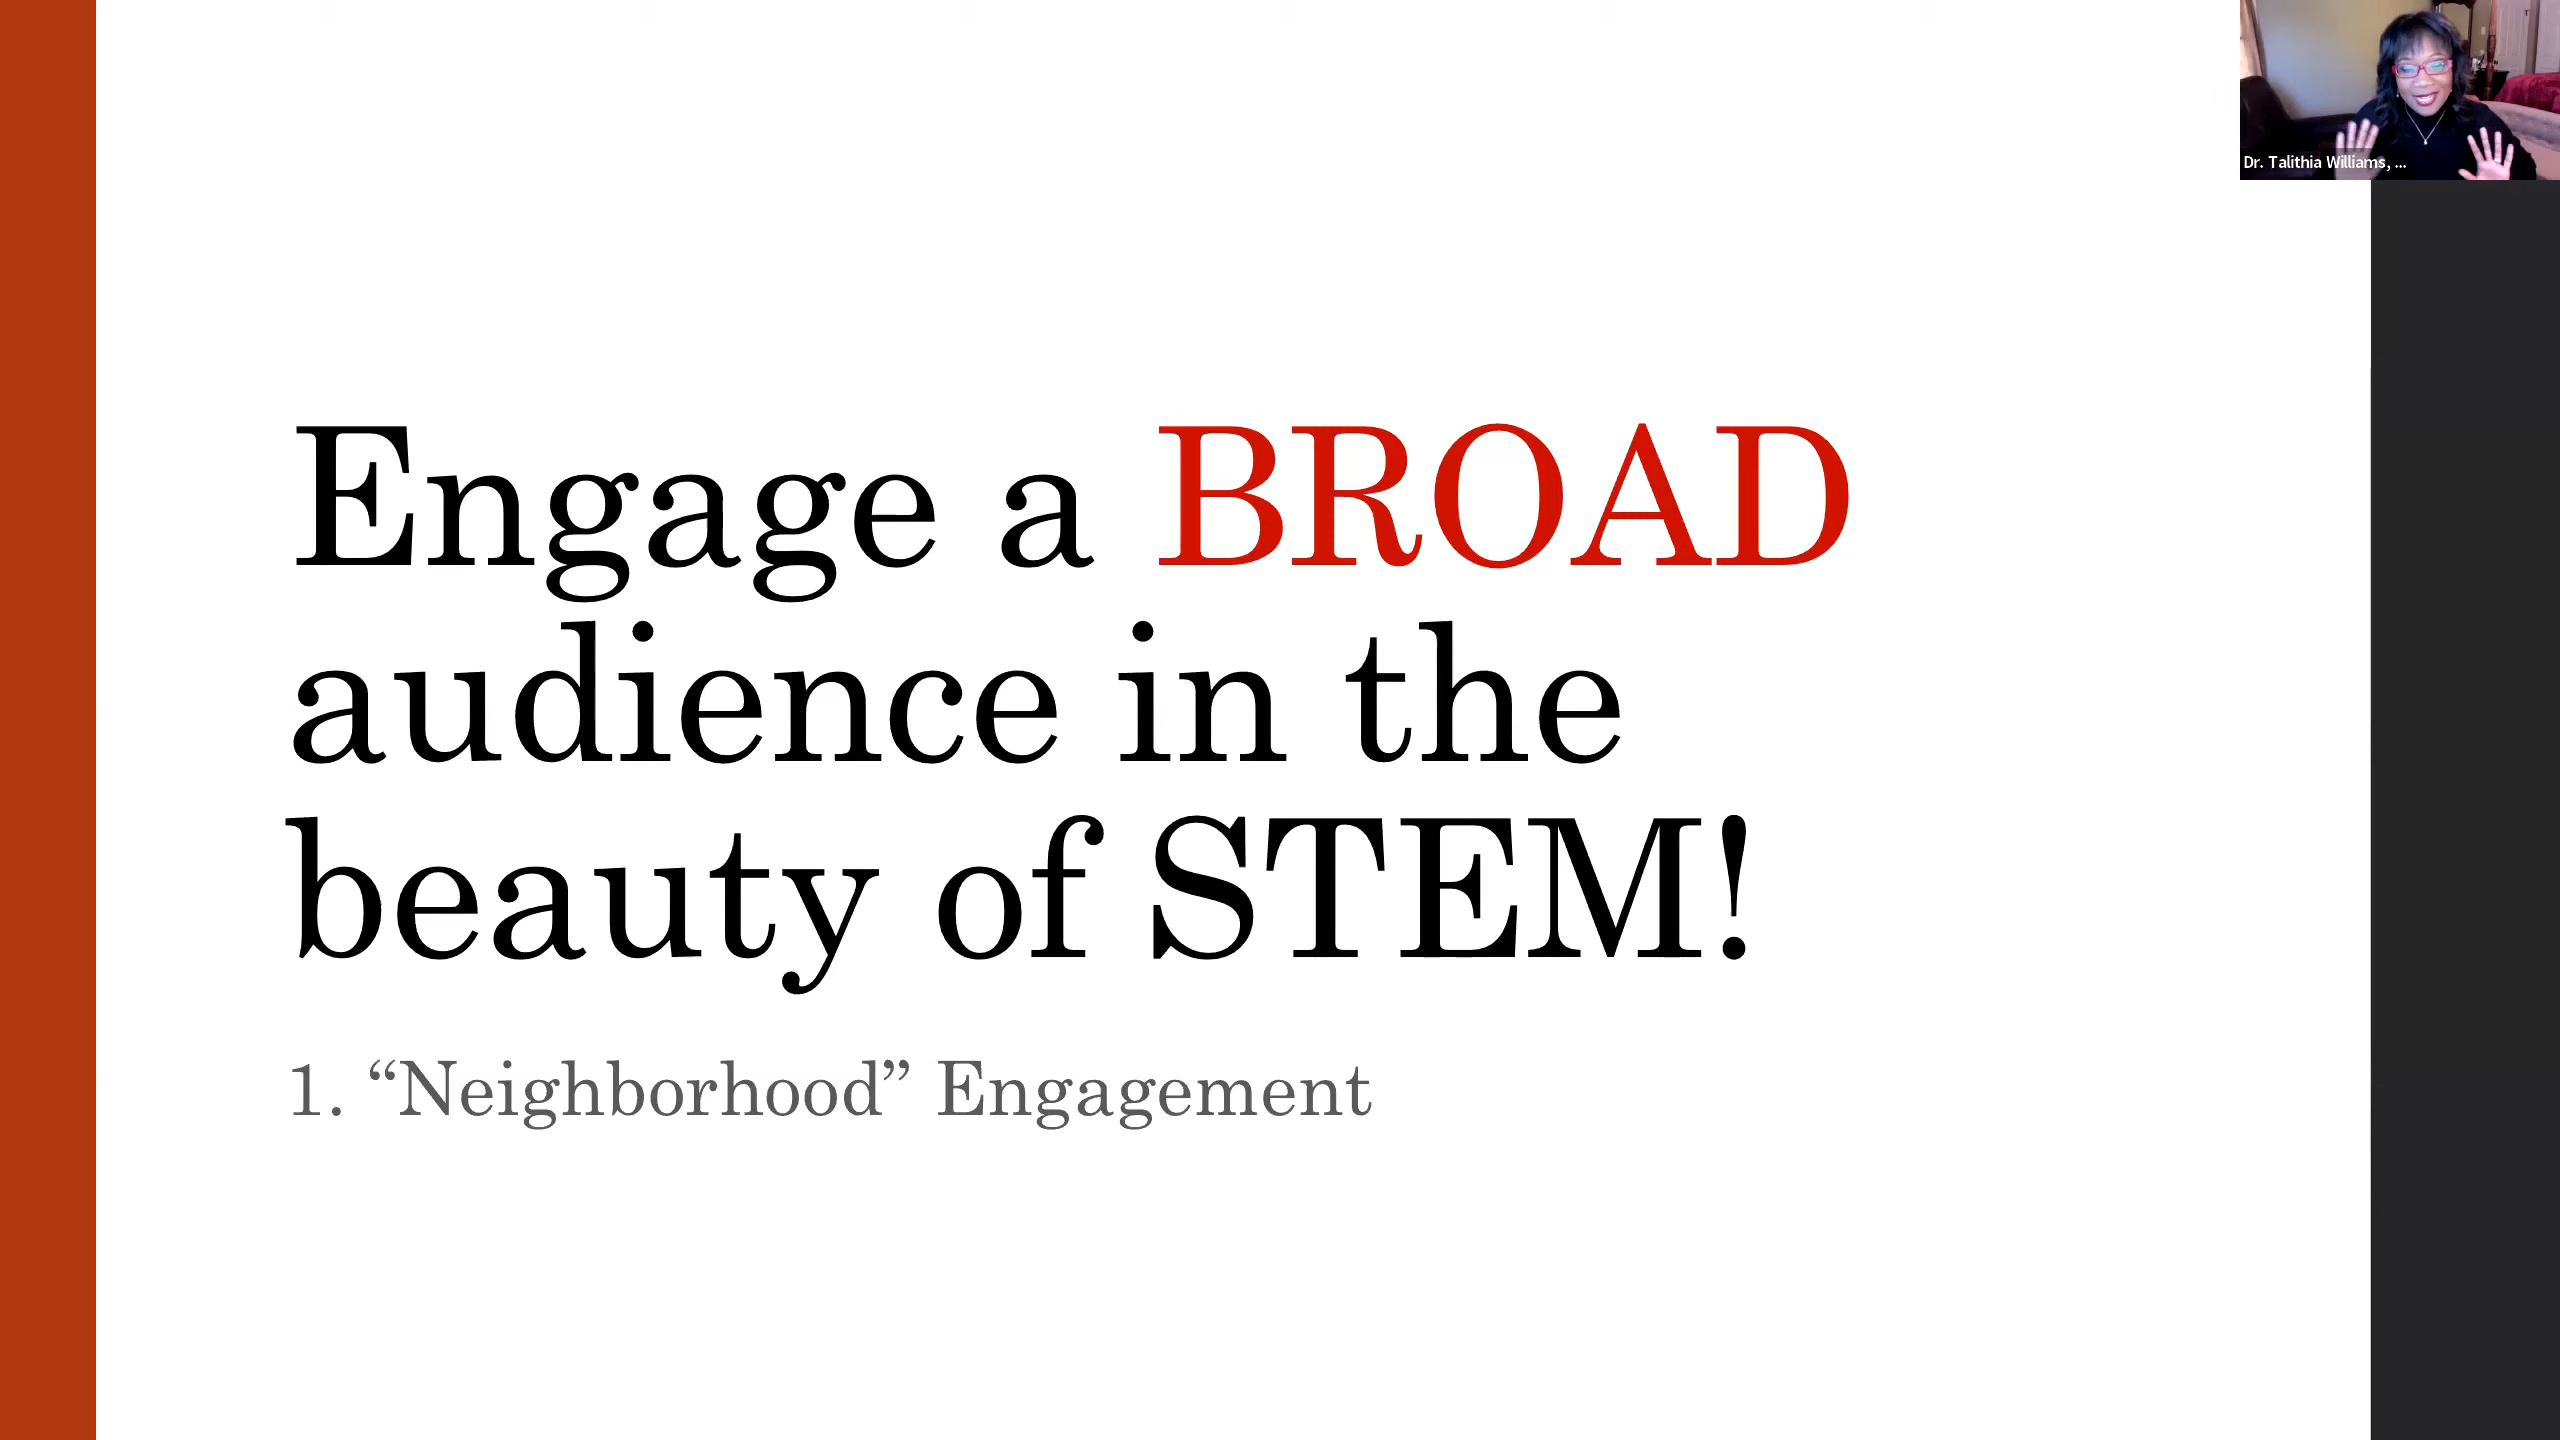 Dr. Talithia Williams, ...
Engage a BROAD
audience in the
beauty of STEM!
1. “Neighborhood” Engagement